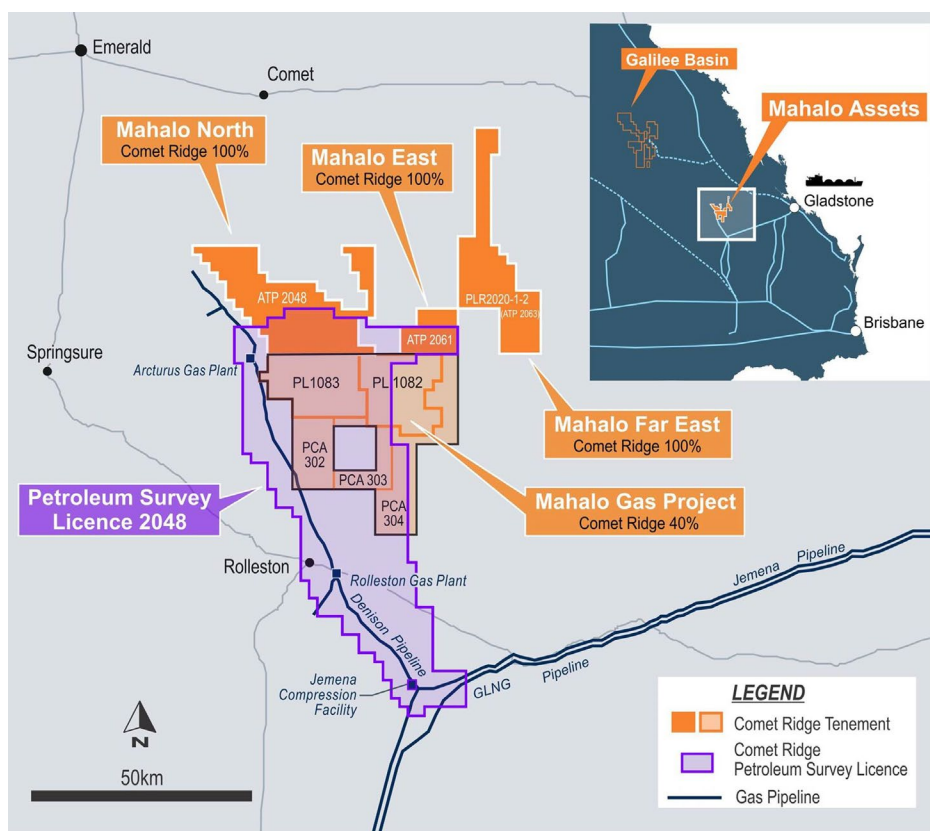 Emerald
Comet
Mahalo North
Comet Ridge 100%
Mahalo East
Comet Ridge 100%
Galilee Basin
Mahalo Assets
Gladstone
Brisbane
ATP 2048
PLR2020-1-2
(ATP 2063)
ATP 2061
Springsure
Arcturus Gas Plant
PL1083
PL1082
Mahalo Far East
Comet Ridge 100%
PCA
302
PCA 303
PCA
304
Mahalo Gas Project
Comet Ridge 40%
Petroleum Survey
Licence 2048
Rolleston
Rolleston Gas Plant
Denison Pipeline
Jemena Pipeline
GLNG Pipeline
Jemena
Compression
Facility
N
50km
LEGEND
Comet Ridge Tenement
Comet Ridge
Petroleum Survey Licence
Gas Pipeline